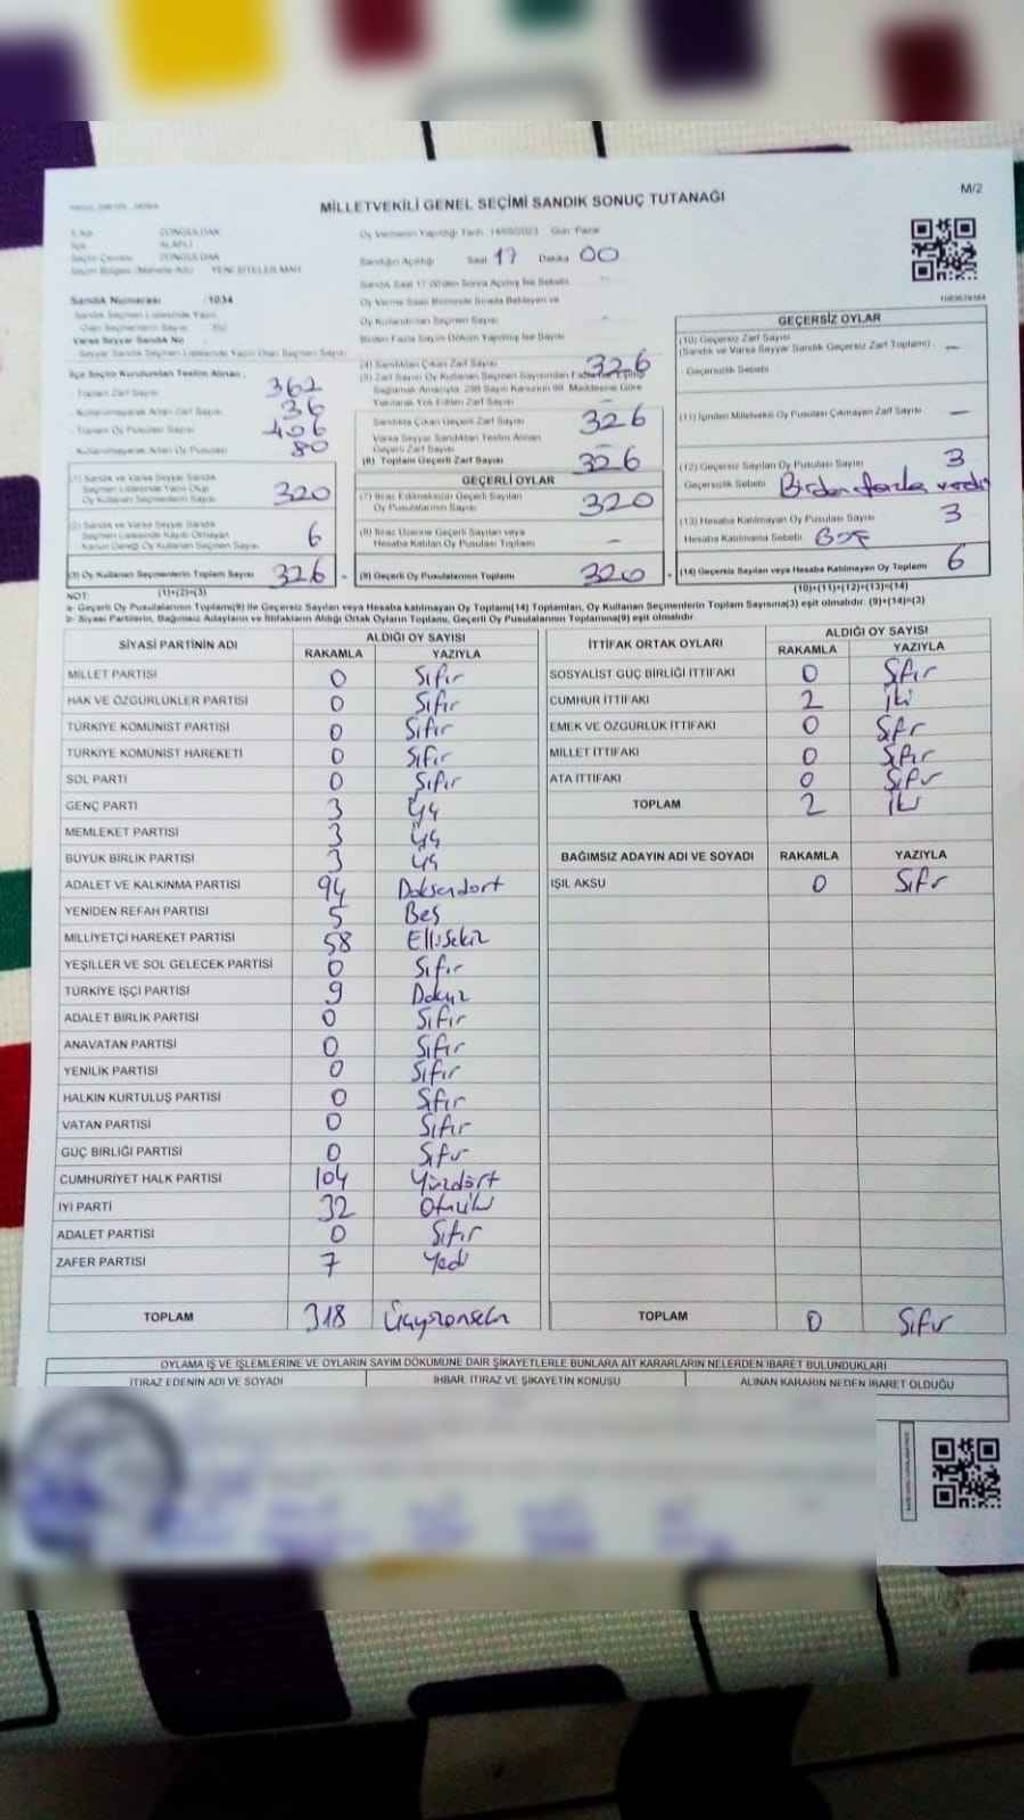 M/2
MİLLETVEKİLİ GENEL SEÇİMİ SANDIK SONUÇ TUTANAĞI
ZONGULDAK
ALAPLI
ZONGULDAK
YENİ SİTELER MAH
Oy Vermenin Yapıldığı Tarih 14/05/2023 Gün Pazar
Sandığın Açıldığı Saat 17 Dakika 00
Sandık Numarası 1034
GEÇERSİZ OYLAR
(10) Geçersiz Zarf Sayısı
(Sandık ve Varsa Seyyar Sandık Geçersiz Zarf Toplamı) —
Geçersizlik Sebebi
(11) İçinden Milletvekili Oy Pusulası Çıkmayan Zarf Sayısı —
(12) Geçersiz Sayılan Oy Pusulası Sayısı 3
Geçersizlik Sebebi Birden fazla verdi
(13) Hesaba Katılmayan Oy Pusulası Sayısı 3
Hesaba Katılmama Sebebi Boş
(14) Geçersiz Sayılan veya Hesaba Katılmayan Oy Toplamı 6
(10)+(11)+(12)+(13)=(14)
İlçe Seçim Kurulundan Teslim Alınan
Toplam Zarf Sayısı 362
Kullanılmayarak Artan Zarf Sayısı 36
Toplam Oy Pusulası Sayısı 406
Kullanılmayarak Artan Oy Pusulası 80
(4) Sandıktan Çıkan Zarf Sayısı 326
Sandıkta Çıkan Geçerli Zarf Sayısı 326
Varsa Seyyar Sandıktan Teslim Alınan
Geçerli Zarf Sayısı
(6) Toplam Geçerli Zarf Sayısı 326
GEÇERLİ OYLAR
(7) İtiraz Edilmeksizin Geçerli Sayılan
Oy Pusulalarının Sayısı 320
(8) İtiraz Üzerine Geçerli Sayılan veya
Hesaba Katılan Oy Pusulası Toplamı —
(9) Geçerli Oy Pusulalarının Toplamı 320
(1) Sandık ve Varsa Seyyar Sandık
Seçmen Listesinde Yazılı Olup
Oy Kullanan Seçmenlerin Sayısı 320
(2) Sandık ve Varsa Seyyar Sandık
Seçmen Listesinde Kaydı Olmayan
Kanun Gereği Oy Kullanan Seçmen Sayısı 6
(3) Oy Kullanan Seçmenlerin Toplam Sayısı 326
(1)+(2)=(3)
NOT:
a- Geçerli Oy Pusulalarının Toplamı(9) ile Geçersiz Sayılan veya Hesaba katılmayan Oy Toplamı(14) Toplamları, Oy Kullanan Seçmenlerin Toplam Sayısına(3) eşit olmalıdır. (9)+(14)=(3)
b- Siyasi Partilerin, Bağımsız Adayların ve İttifakların Aldığı Ortak Oyların Toplamı, Geçerli Oy Pusulalarının Toplamına(9) eşit olmalıdır
SİYASİ PARTİNİN ADI ALDIĞI OY SAYISI
RAKAMLA YAZIYLA
MİLLET PARTİSİ 0 Sıfır
HAK VE ÖZGÜRLÜKLER PARTİSİ 0 Sıfır
TÜRKİYE KOMÜNİST PARTİSİ 0 Sıfır
TÜRKİYE KOMÜNİST HAREKETİ 0 Sıfır
SOL PARTİ 0 Sıfır
GENÇ PARTİ 3 Üç
MEMLEKET PARTİSİ 3 Üç
BÜYÜK BİRLİK PARTİSİ 3 Üç
ADALET VE KALKINMA PARTİSİ 94 Doksandört
YENİDEN REFAH PARTİSİ 5 Beş
MİLLİYETÇİ HAREKET PARTİSİ 58 Ellisekiz
YEŞİLLER VE SOL GELECEK PARTİSİ 0 Sıfır
TÜRKİYE İŞÇİ PARTİSİ 9 Dokuz
ADALET BİRLİK PARTİSİ 0 Sıfır
ANAVATAN PARTİSİ 0 Sıfır
YENİLİK PARTİSİ 0 Sıfır
HALKIN KURTULUŞ PARTİSİ 0 Sıfır
VATAN PARTİSİ 0 Sıfır
GÜÇ BİRLİĞİ PARTİSİ 0 Sıfır
CUMHURİYET HALK PARTİSİ 104 Yüzdört
İYİ PARTİ 32 Otuziki
ADALET PARTİSİ 0 Sıfır
ZAFER PARTİSİ 7 Yedi
TOPLAM 318 Üçyüzonsekiz
İTTİFAK ORTAK OYLARI ALDIĞI OY SAYISI
RAKAMLA YAZIYLA
SOSYALİST GÜÇ BİRLİĞİ İTTİFAKI 0 Sıfır
CUMHUR İTTİFAKI 2 İki
EMEK VE ÖZGÜRLÜK İTTİFAKI 0 Sıfır
MİLLET İTTİFAKI 0 Sıfır
ATA İTTİFAKI 0 Sıfır
TOPLAM 2 İki
BAĞIMSIZ ADAYIN ADI VE SOYADI RAKAMLA YAZIYLA
IŞIL AKSU 0 Sıfır
TOPLAM 0 Sıfır
OYLAMA İŞ VE İŞLEMLERİNE VE OYLARIN SAYIM DÖKÜMÜNE DAİR ŞİKAYETLERLE BUNLARA AİT KARARLARIN NELERDEN İBARET BULUNDUKLARI
İTİRAZ EDENİN ADI VE SOYADI İHBAR, İTİRAZ VE ŞİKAYETİN KONUSU ALINAN KARARIN NEDEN İBARET OLDUĞU